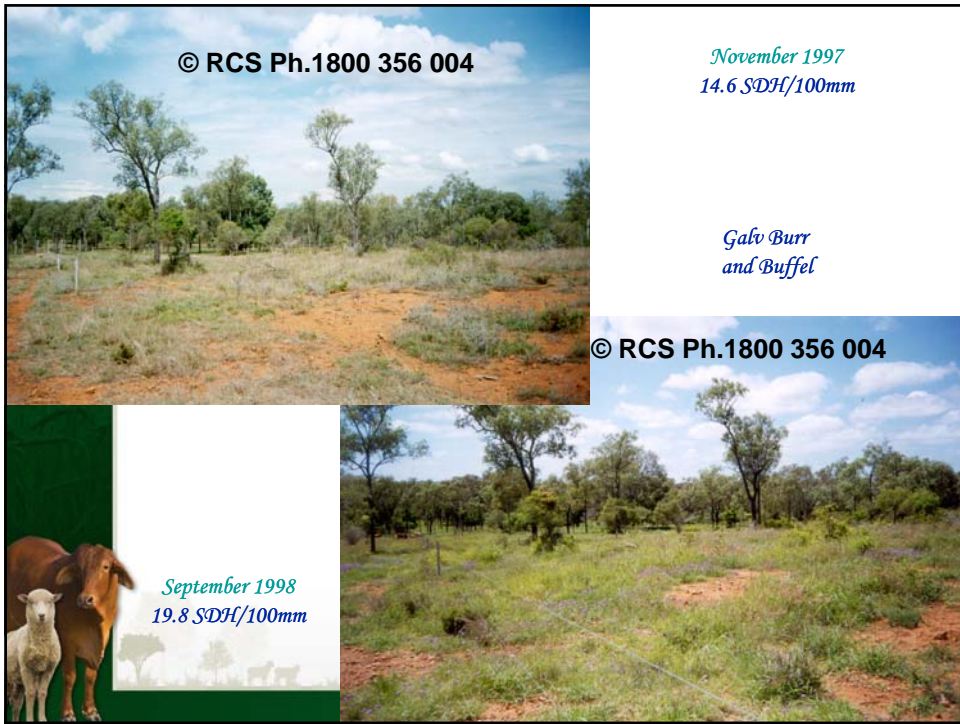 © RCS Ph.1800 356 004
November 1997
14.6 SDH/100mm
Galv Burr
and Buffel
© RCS Ph.1800 356 004
September 1998
19.8 SDH/100mm